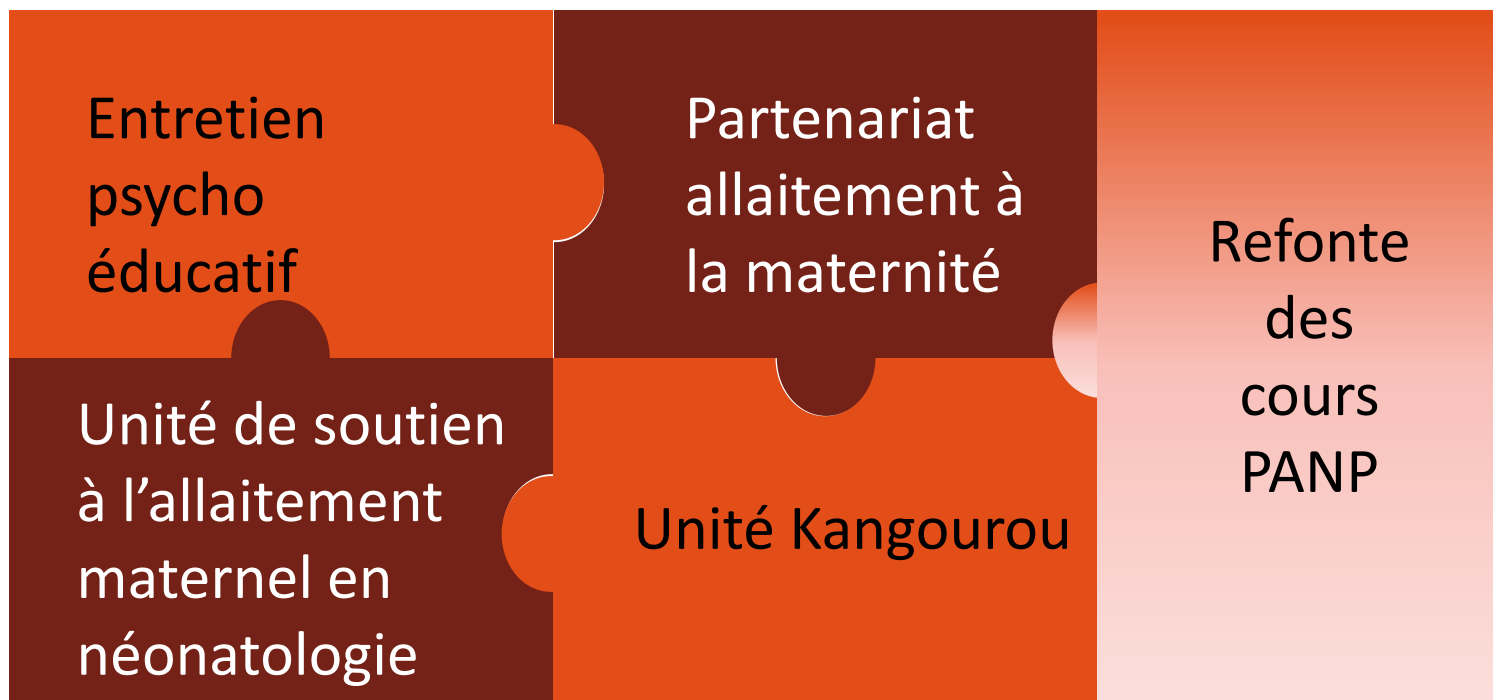 Entretien
psycho
éducatif
Partenariat
allaitement à
la maternité
Unité de soutien
à l’allaitement
maternel en
néonatologie
Unité Kangourou
Refonte
des
cours
PANP